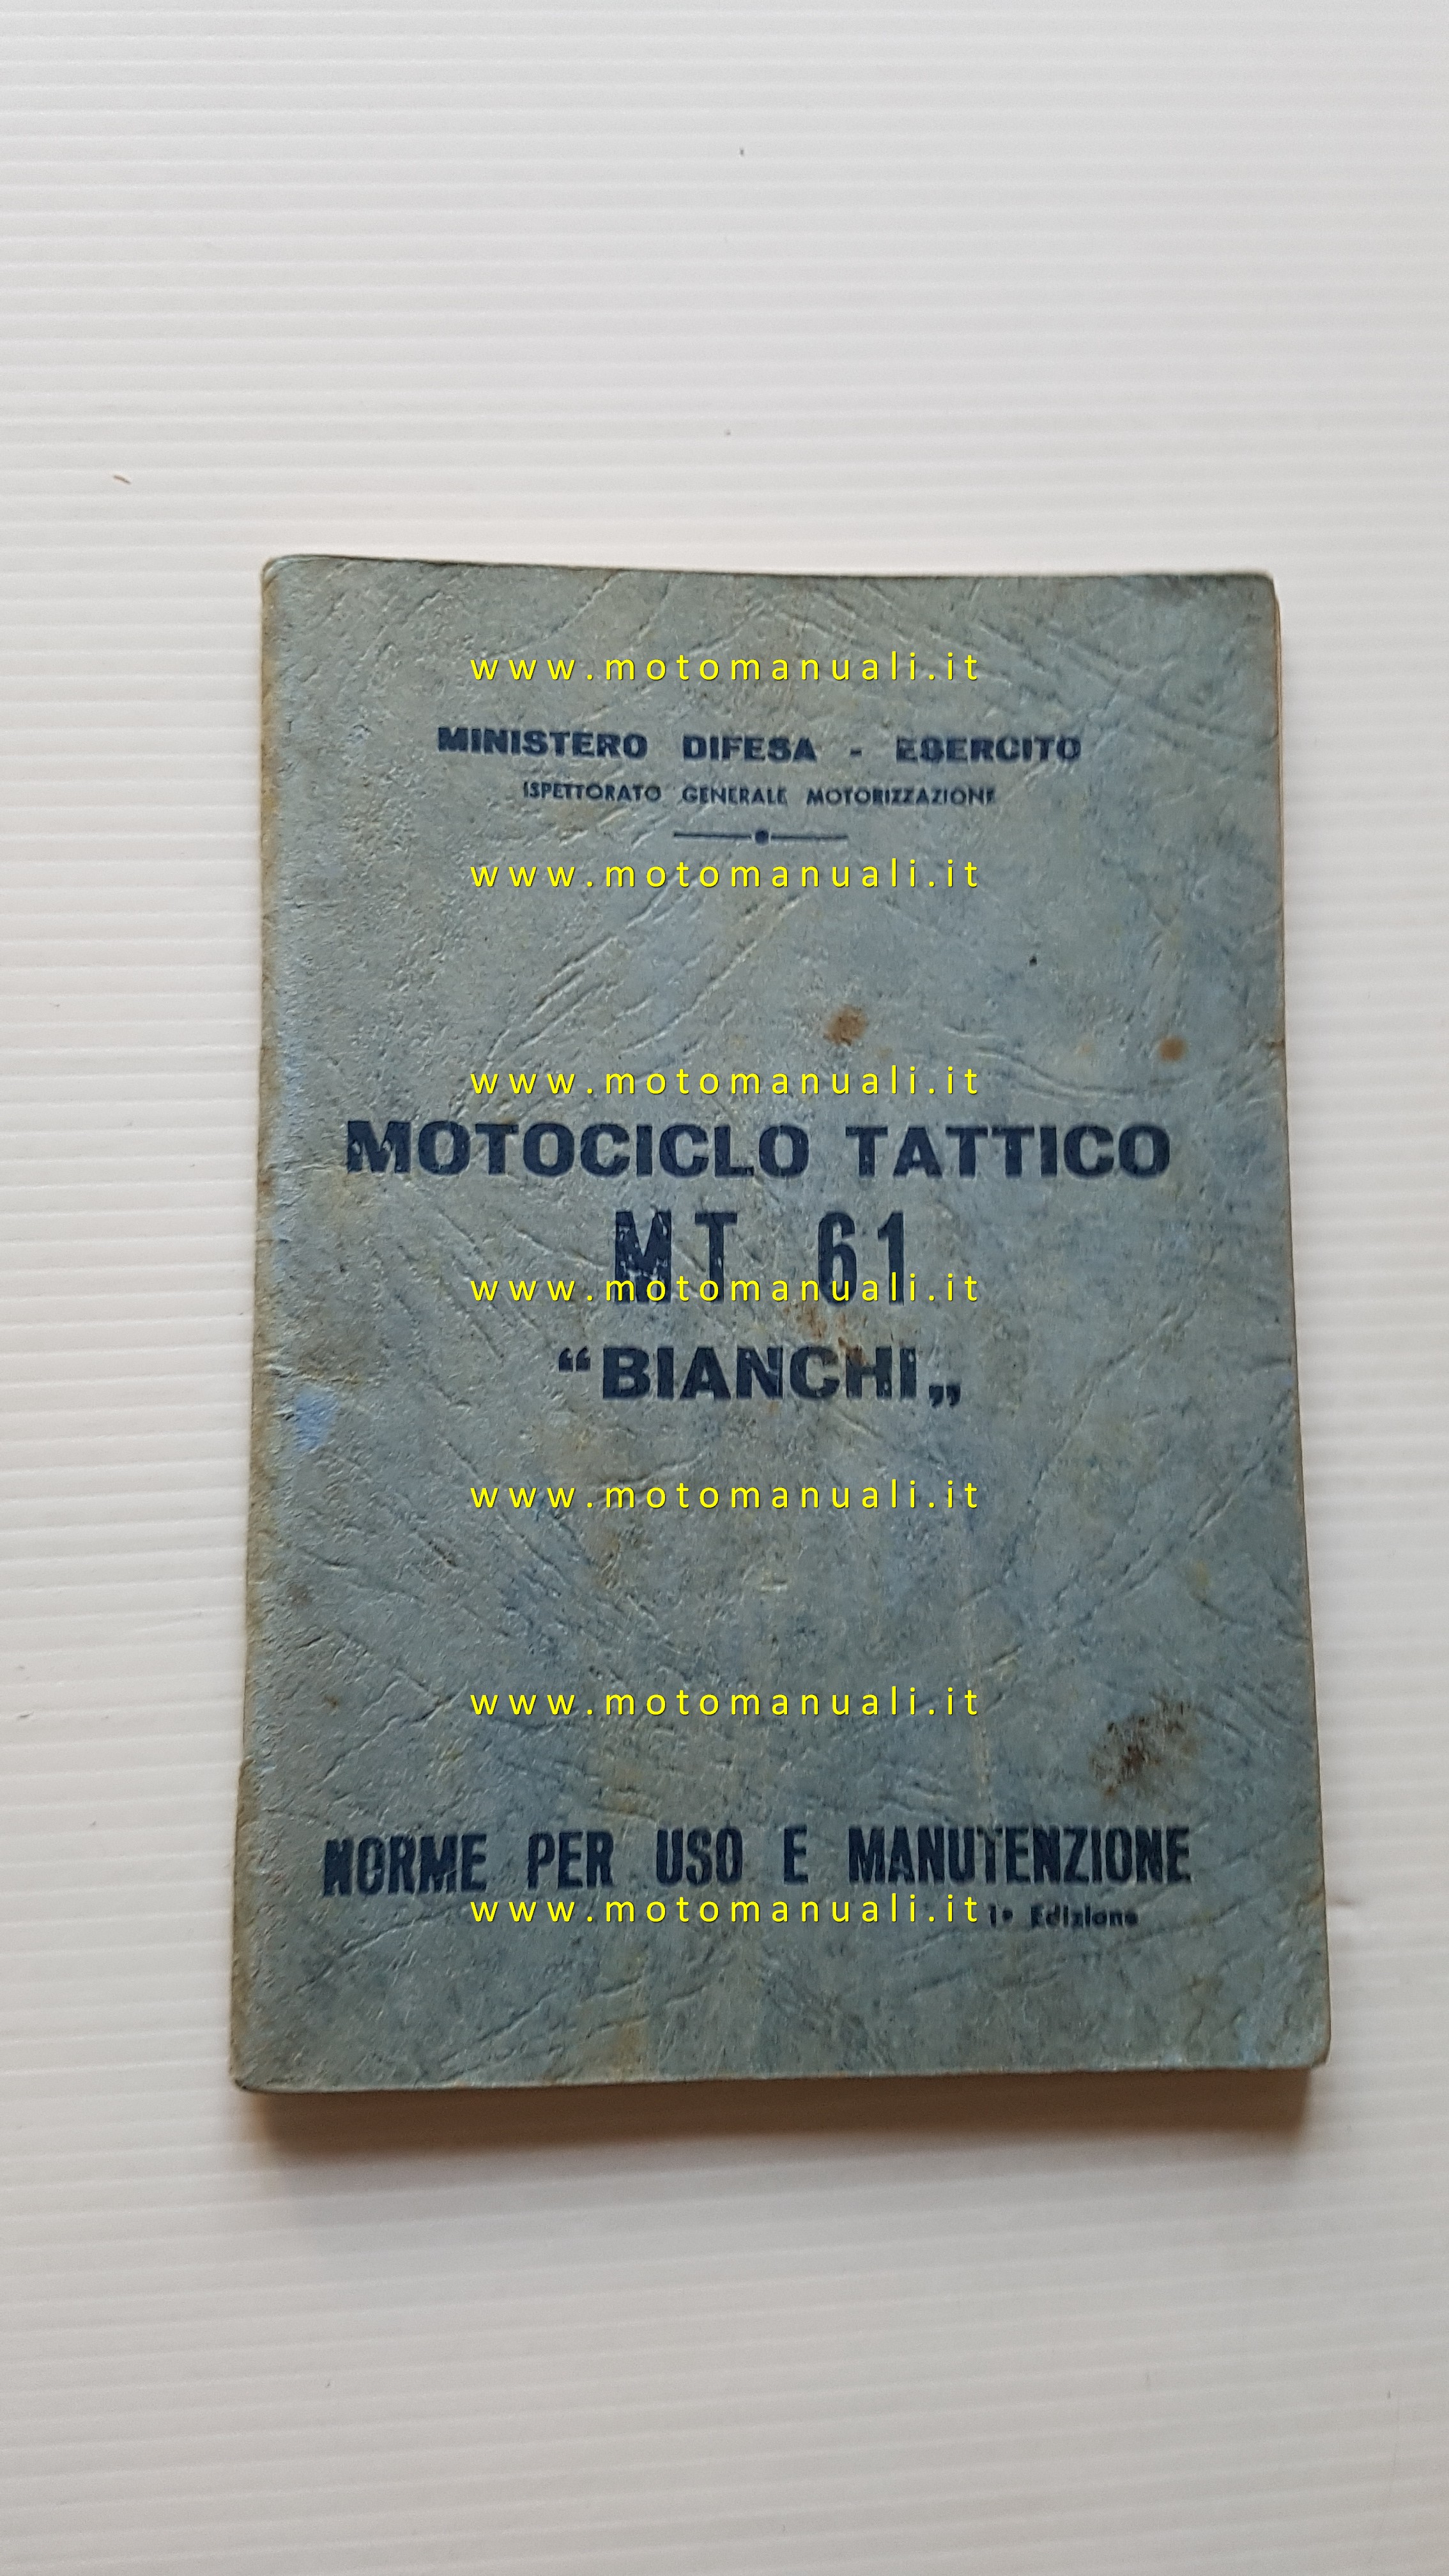 www.motomanuali.it
MINISTERO DIFESA - ESERCITO
ISPETTORATO GENERALE MOTORIZZAZIONE
www.motomanuali.it
www.motomanuali.it
MOTOCICLO TATTICO
MT 61
www.motomanuali.it
“BIANCHI„
www.motomanuali.it
www.motomanuali.it
NORME PER USO E MANUTENZIONE
www.motomanuali.it
1ª Edizione